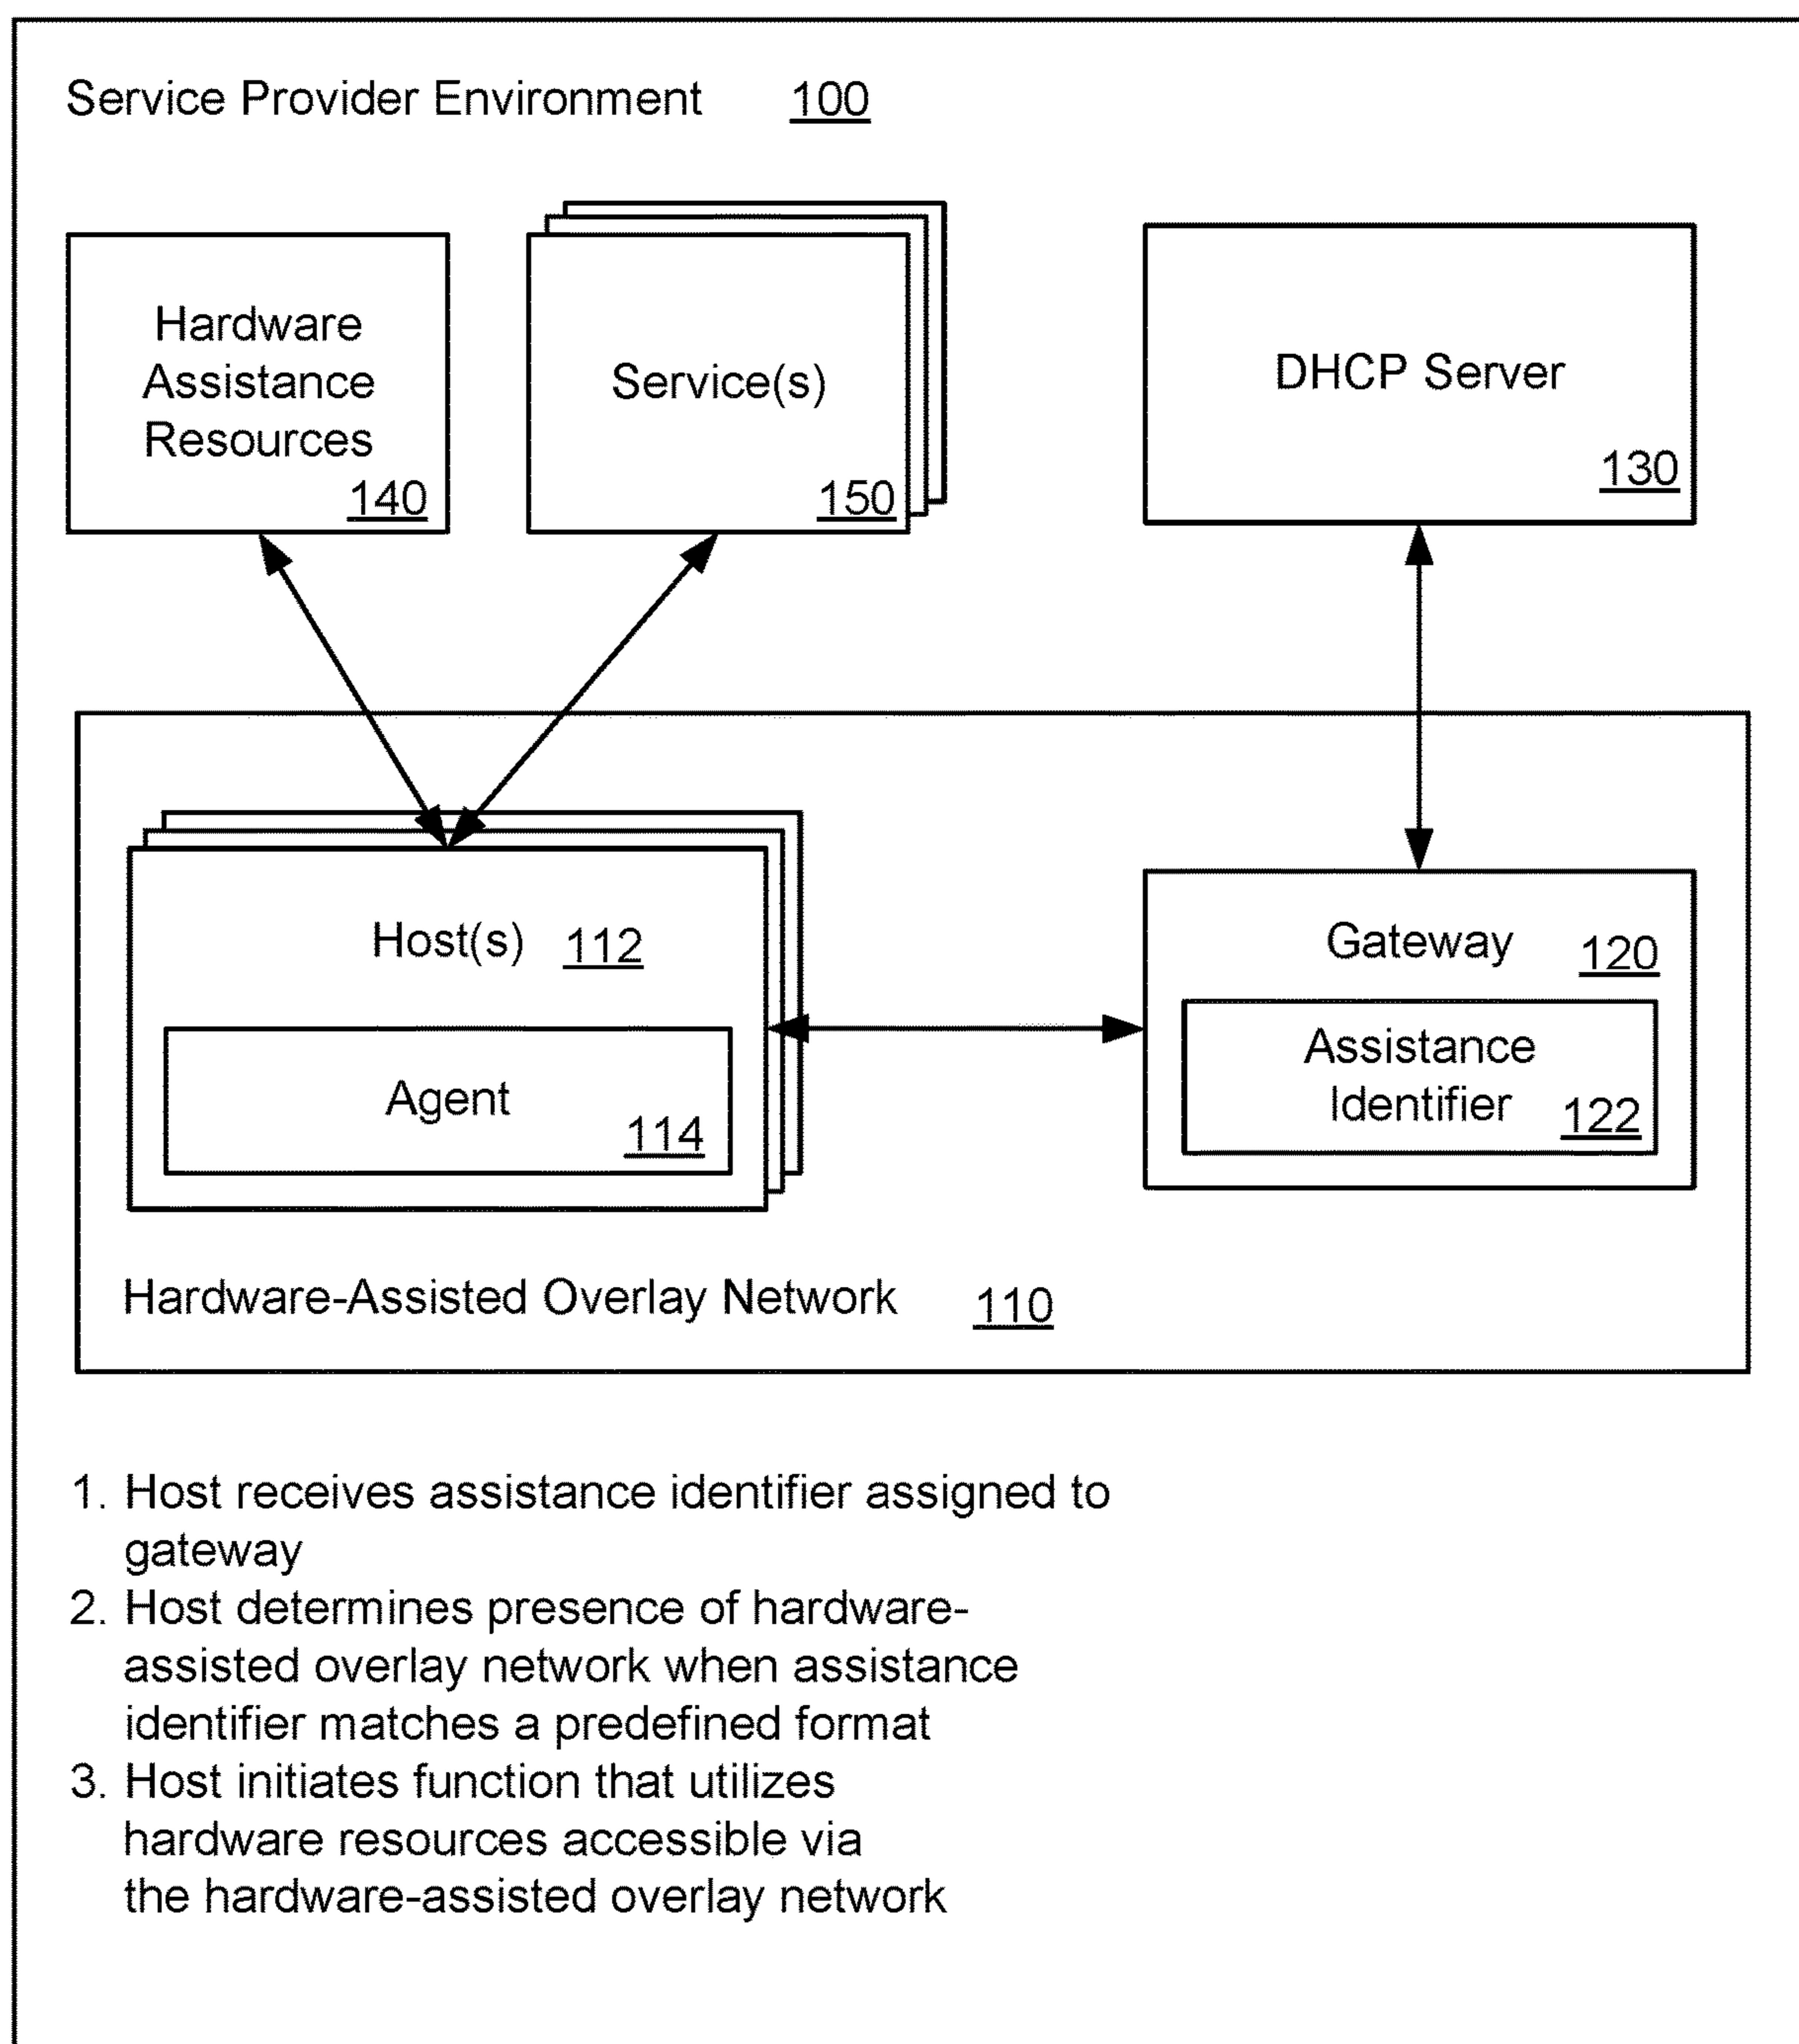 Service Provider Environment 100
Hardware
Assistance
Resources
140
Service(s)
150
DHCP Server
130
Host(s) 112
Agent
114
Gateway 120
Assistance
Identifier 122
Hardware-Assisted Overlay Network 110
1. Host receives assistance identifier assigned to
gateway
2. Host determines presence of hardware-
assisted overlay network when assistance
identifier matches a predefined format
3. Host initiates function that utilizes
hardware resources accessible via
the hardware-assisted overlay network